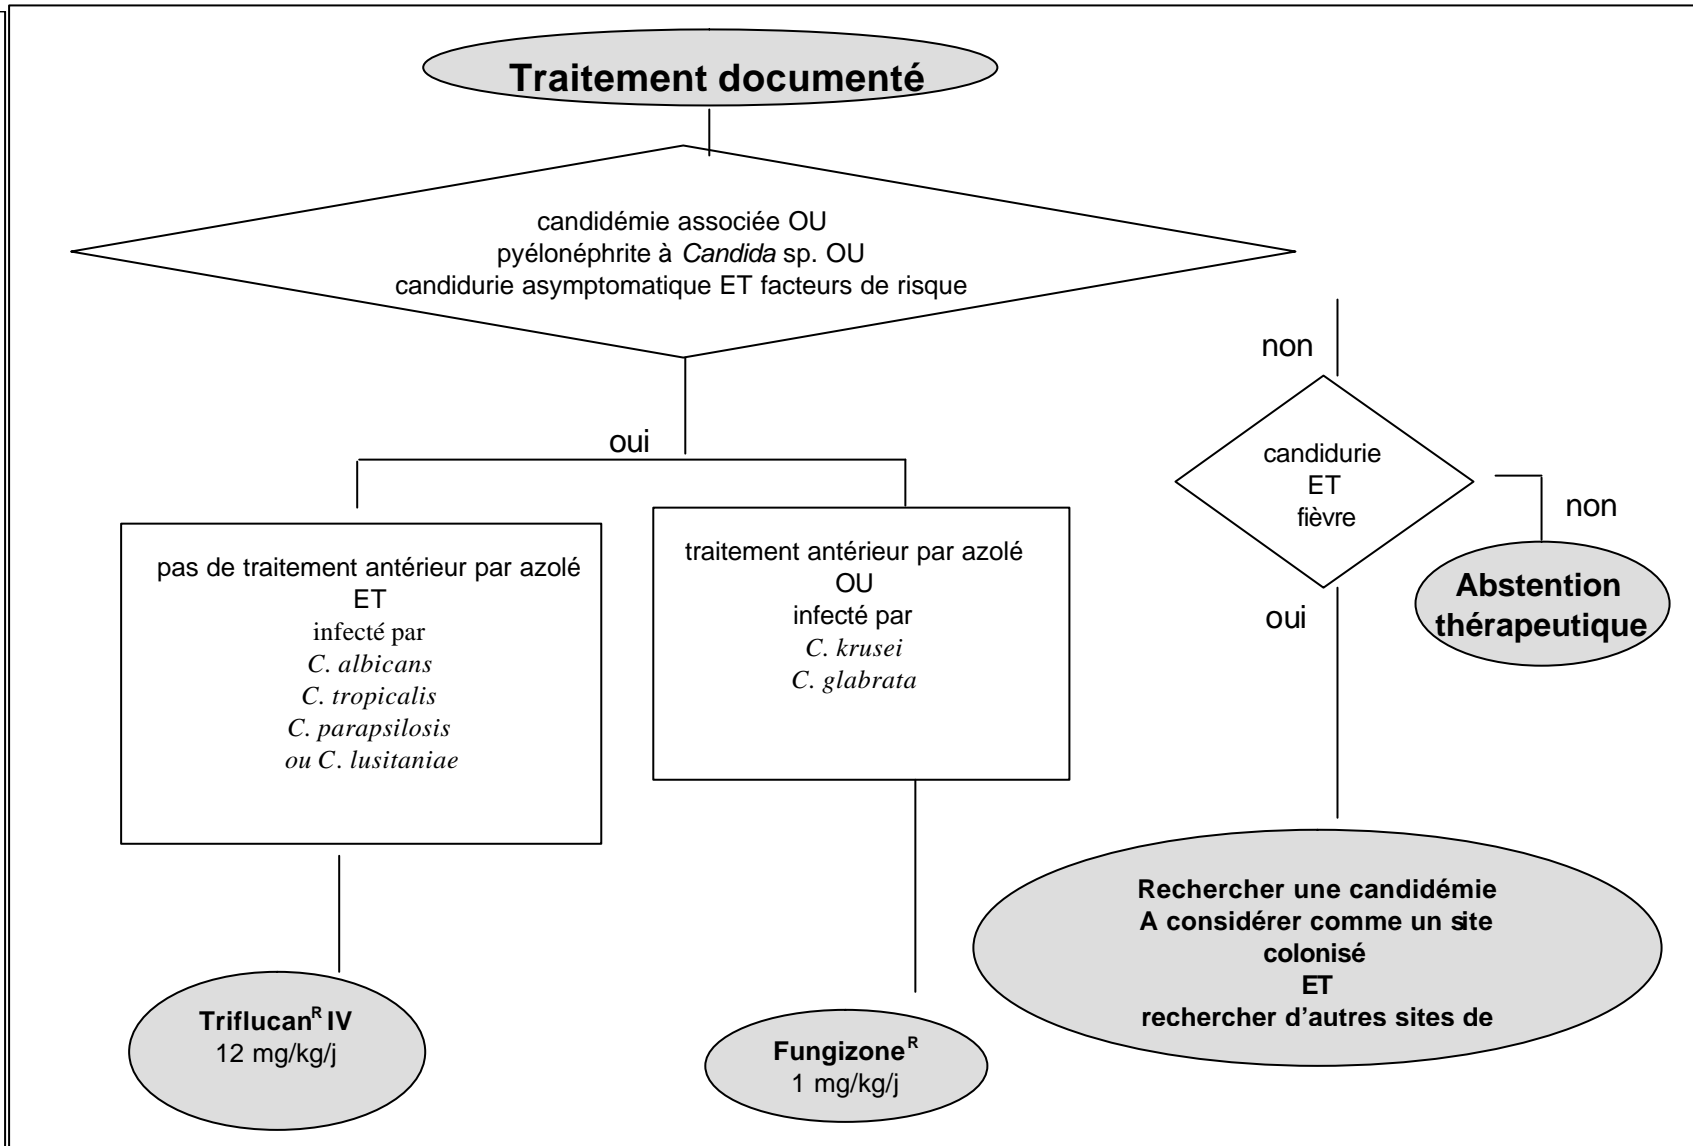 Traitement documenté
candidémie associée OU
pyélonéphrite à Candida sp. OU
candidurie asymptomatique ET facteurs de risque
non
oui
candidurie
ET
fièvre
non
Abstention
thérapeutique
oui
pas de traitement antérieur par azolé
ET
infecté par
C. albicans
C. tropicalis
C. parapsilosis
ou C. lusitaniae
traitement antérieur par azolé
OU
infecté par
C. krusei
C. glabrata
Rechercher une candidémie
A considérer comme un site
colonisé
ET
rechercher d'autres sites de
Triflucan^R IV
12 mg/kg/j
Fungizone^R
1 mg/kg/j